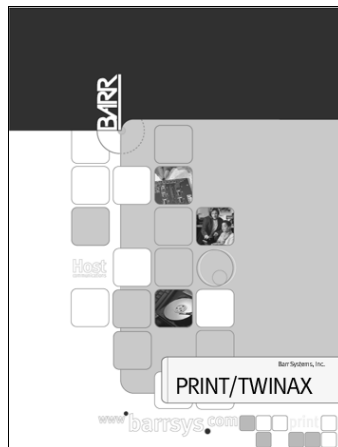 BARR
Host
Barr Systems, Inc.
PRINT/TWINAX
www.barrsys.com
print